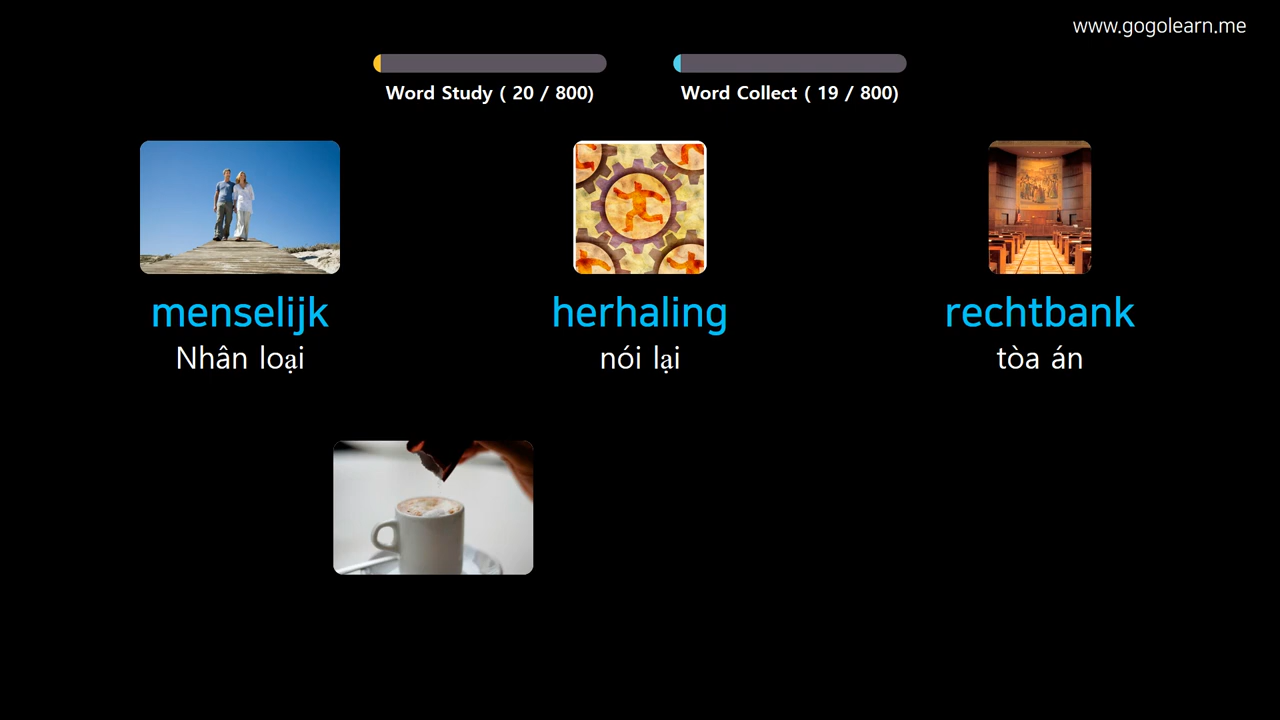 www.gogolearn.me
Word Study ( 20 / 800)
Word Collect ( 19 / 800)
menselijk
herhaling
rechtbank
Nhân loại
nói lại
tòa án